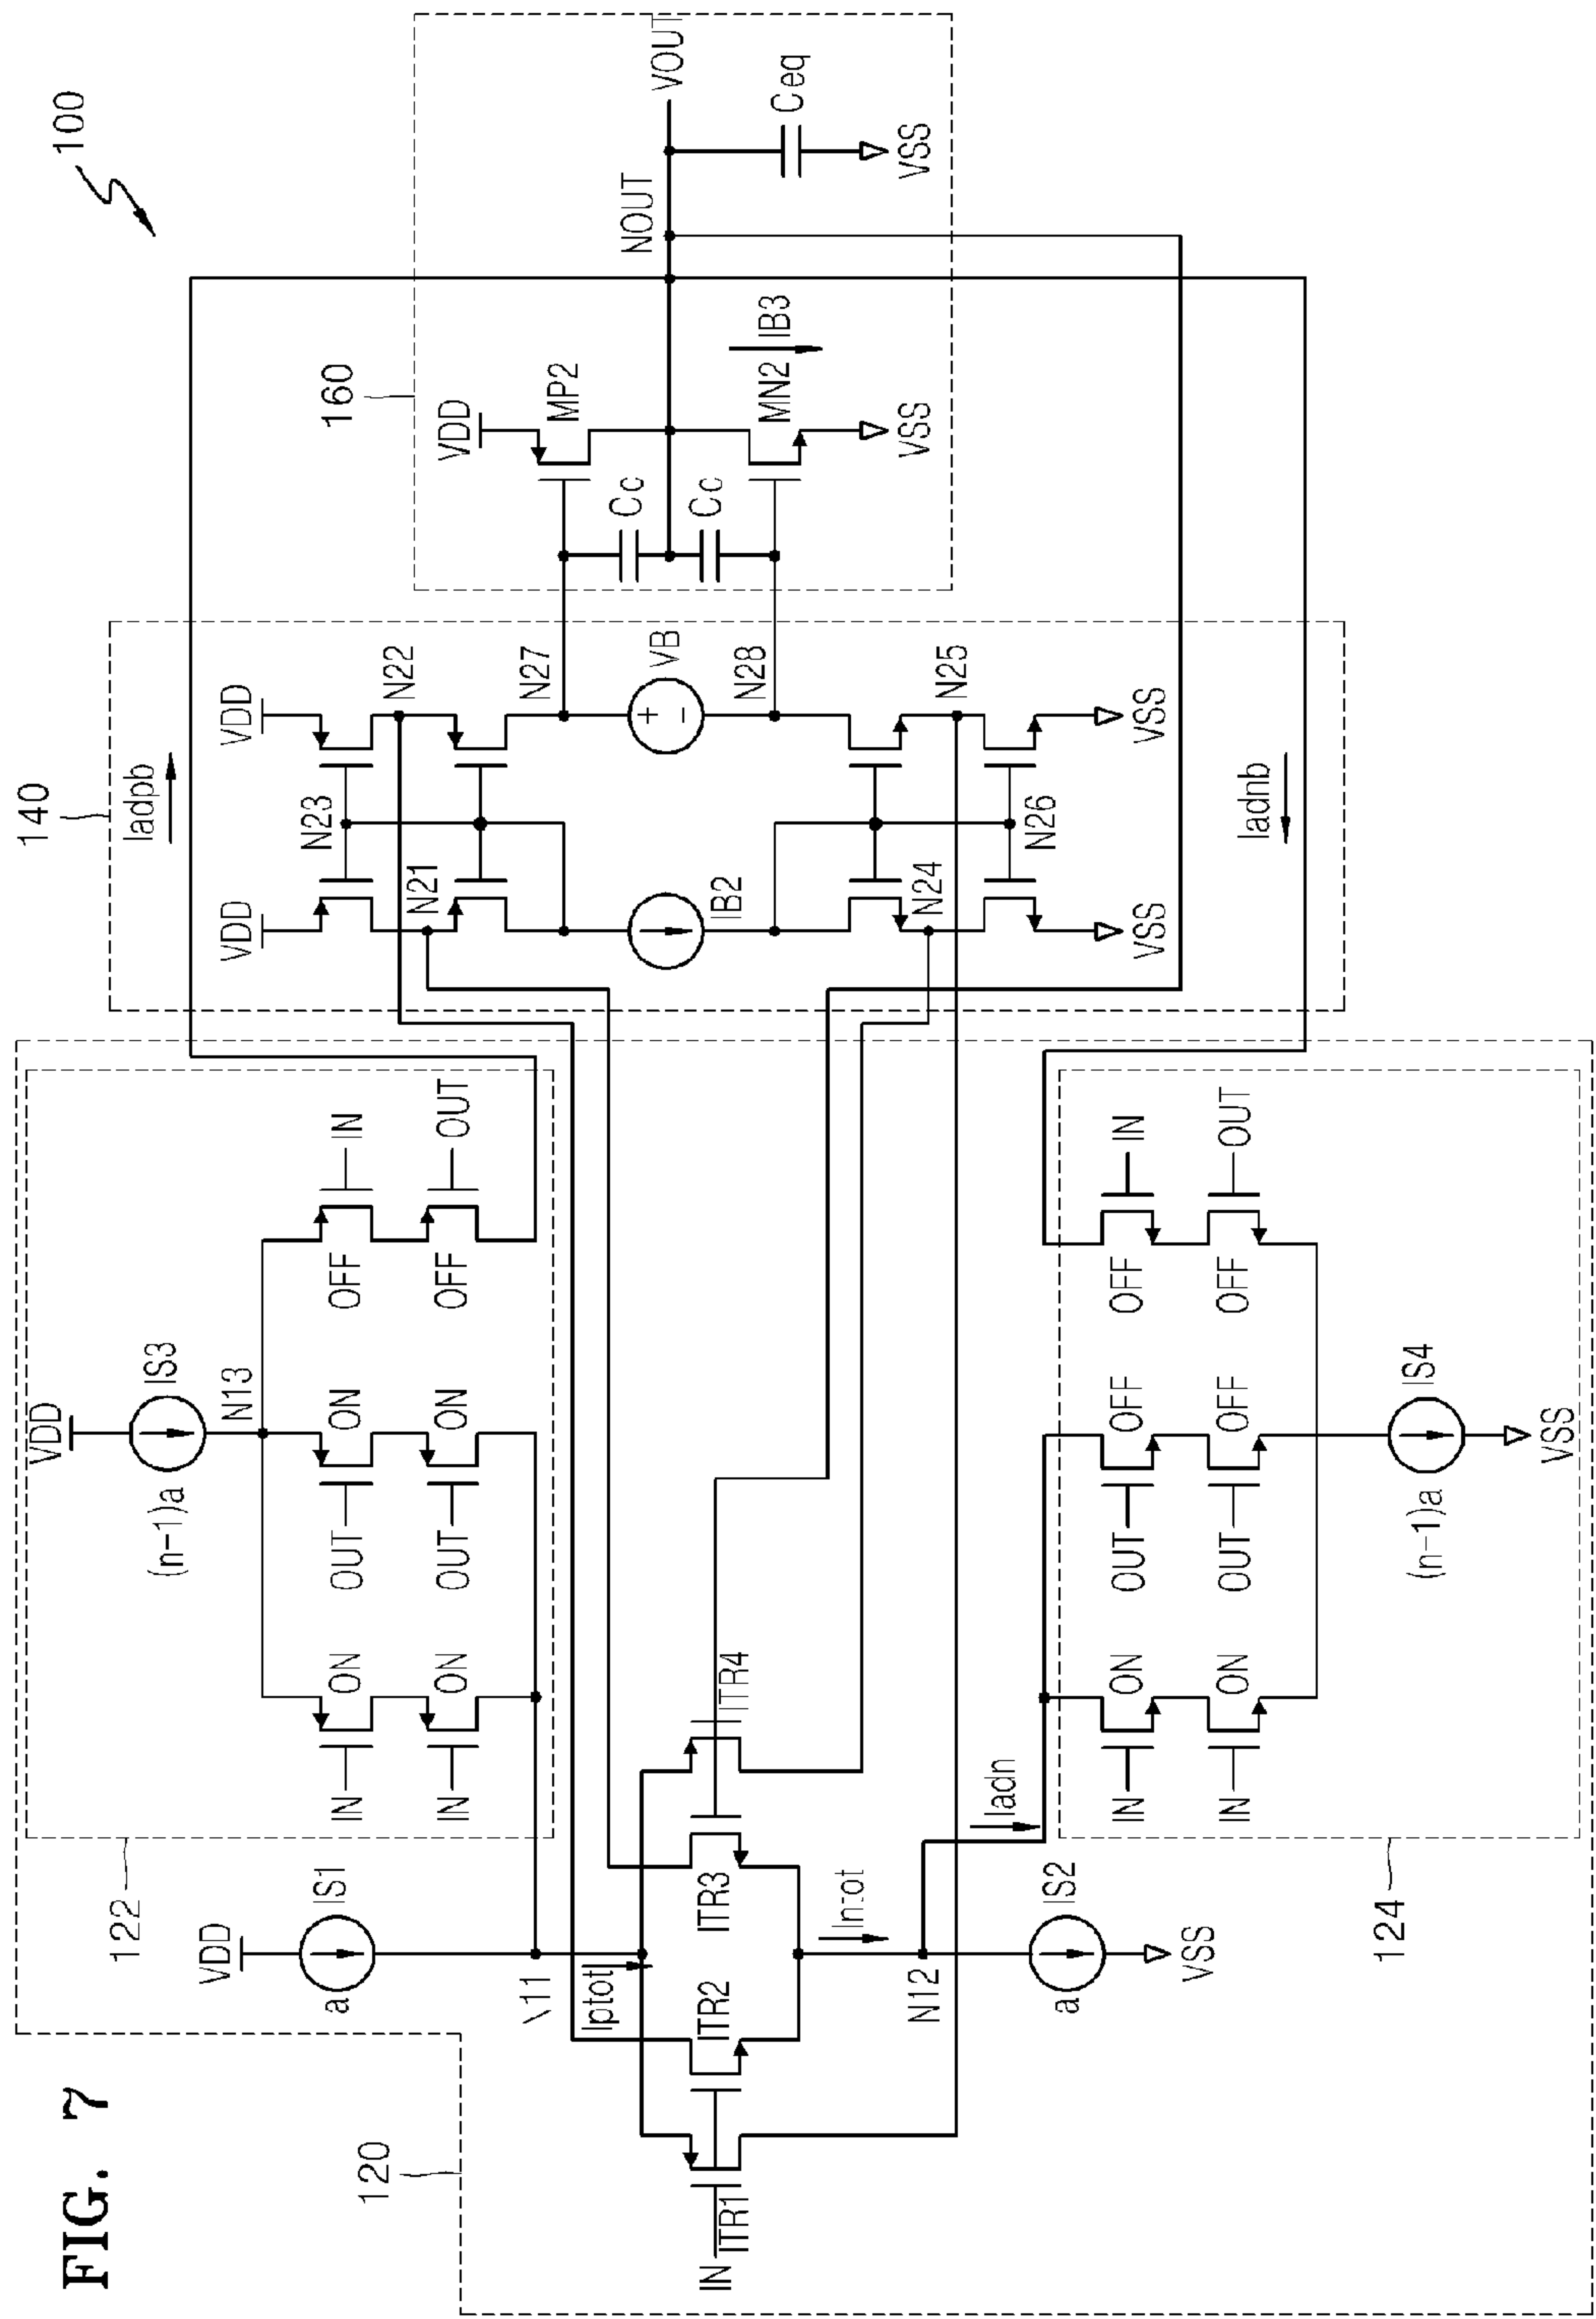 FIG. 7
100
120
122
VDD
IS3
(n-1)a
N13
OUT
ON
OUT
ON
IN
ON
IN
ON
OFF
IN
OFF
OUT
VDD
IS1
a
\11
Iptot
IN
ITR1
ITR2
ITR3
ITR4
Intot
N12
Iadn
a
IS2
VSS
124
IN
ON
IN
ON
OUT
OFF
OUT
OFF
OFF
IN
OFF
OUT
(n-1)a
IS4
VSS
140
Iadpb
VDD
VDD
N23
N22
N21
N27
IB2
VB
+
-
N28
N24
N25
N26
VSS
VSS
Iadnb
160
VDD
MP2
Cc
Cc
MN2
IB3
VSS
NOUT
VOUT
Ceq
VSS